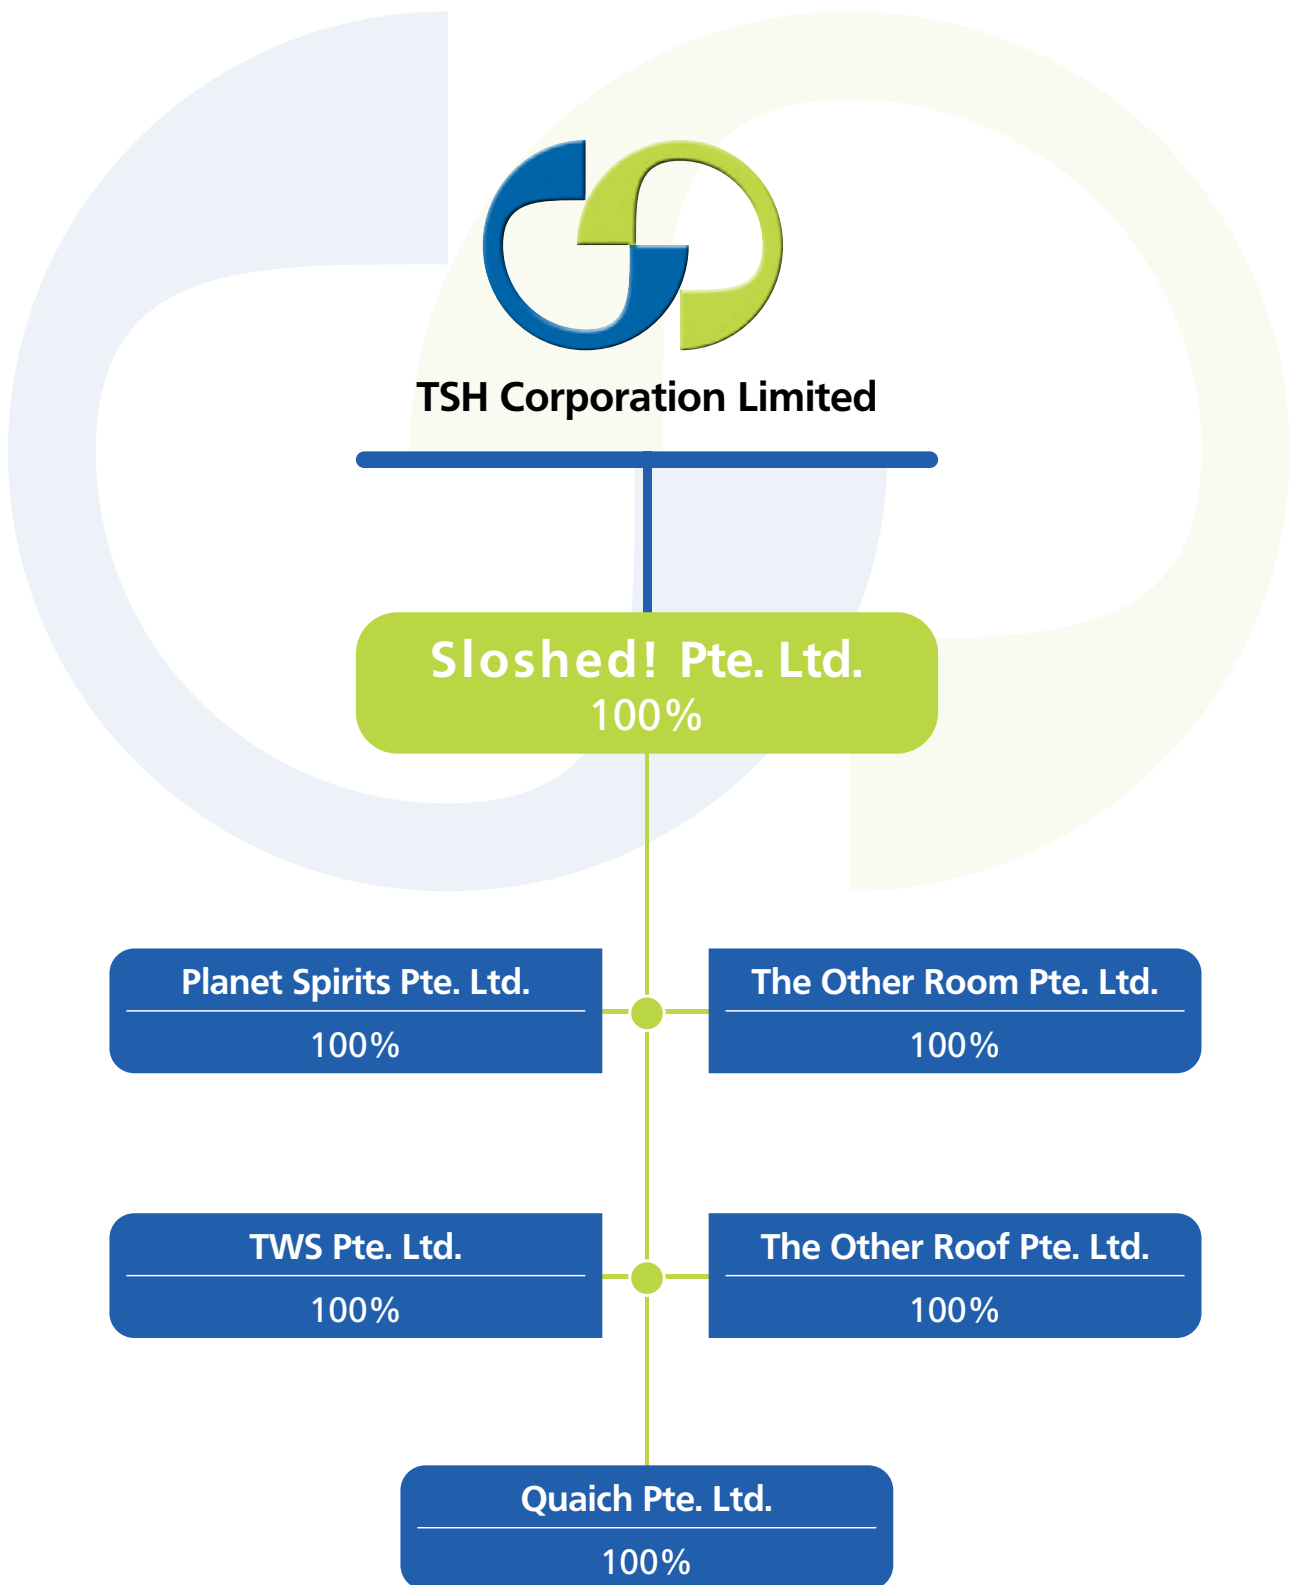 TSH Corporation Limited
Sloshed! Pte. Ltd.
100%
Planet Spirits Pte. Ltd.
100%
The Other Room Pte. Ltd.
100%
TWS Pte. Ltd.
100%
The Other Roof Pte. Ltd.
100%
Quaich Pte. Ltd.
100%